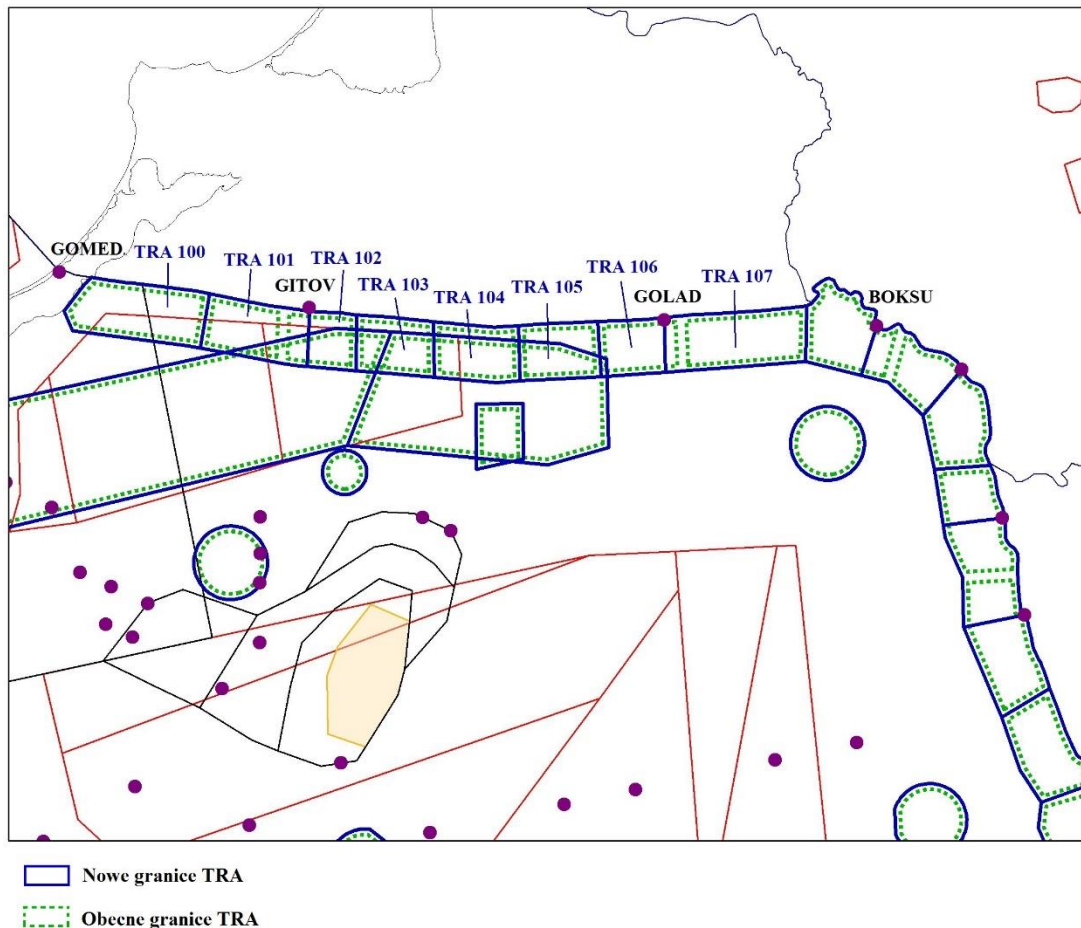 GOMED
TRA 100
TRA 101
TRA 102
GITOV
TRA 103
TRA 104
TRA 105
TRA 106
GOLAD
TRA 107
BOKSU
Nowe granice TRA
Obecne granice TRA